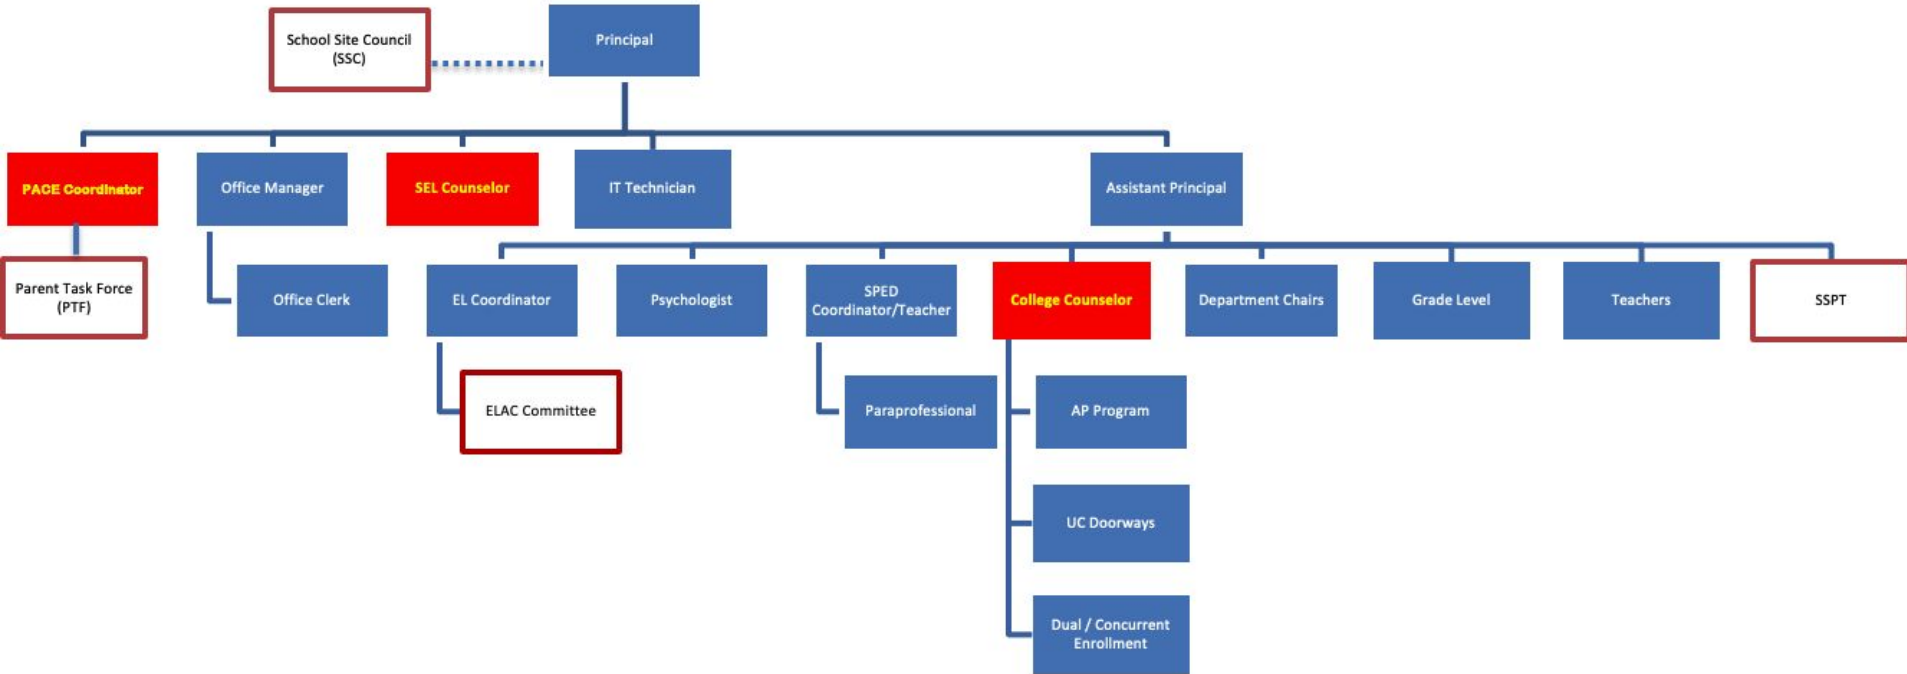 School Site Council
(SSC)
Principal
PACE Coordinator
Office Manager
SEL Counselor
IT Technician
Assistant Principal
Parent Task Force
(PTF)
Office Clerk
EL Coordinator
Psychologist
SPED
Coordinator/Teacher
College Counselor
Department Chairs
Grade Level
Teachers
SSPT
ELAC Committee
Paraprofessional
AP Program
UC Doorways
Dual / Concurrent
Enrollment